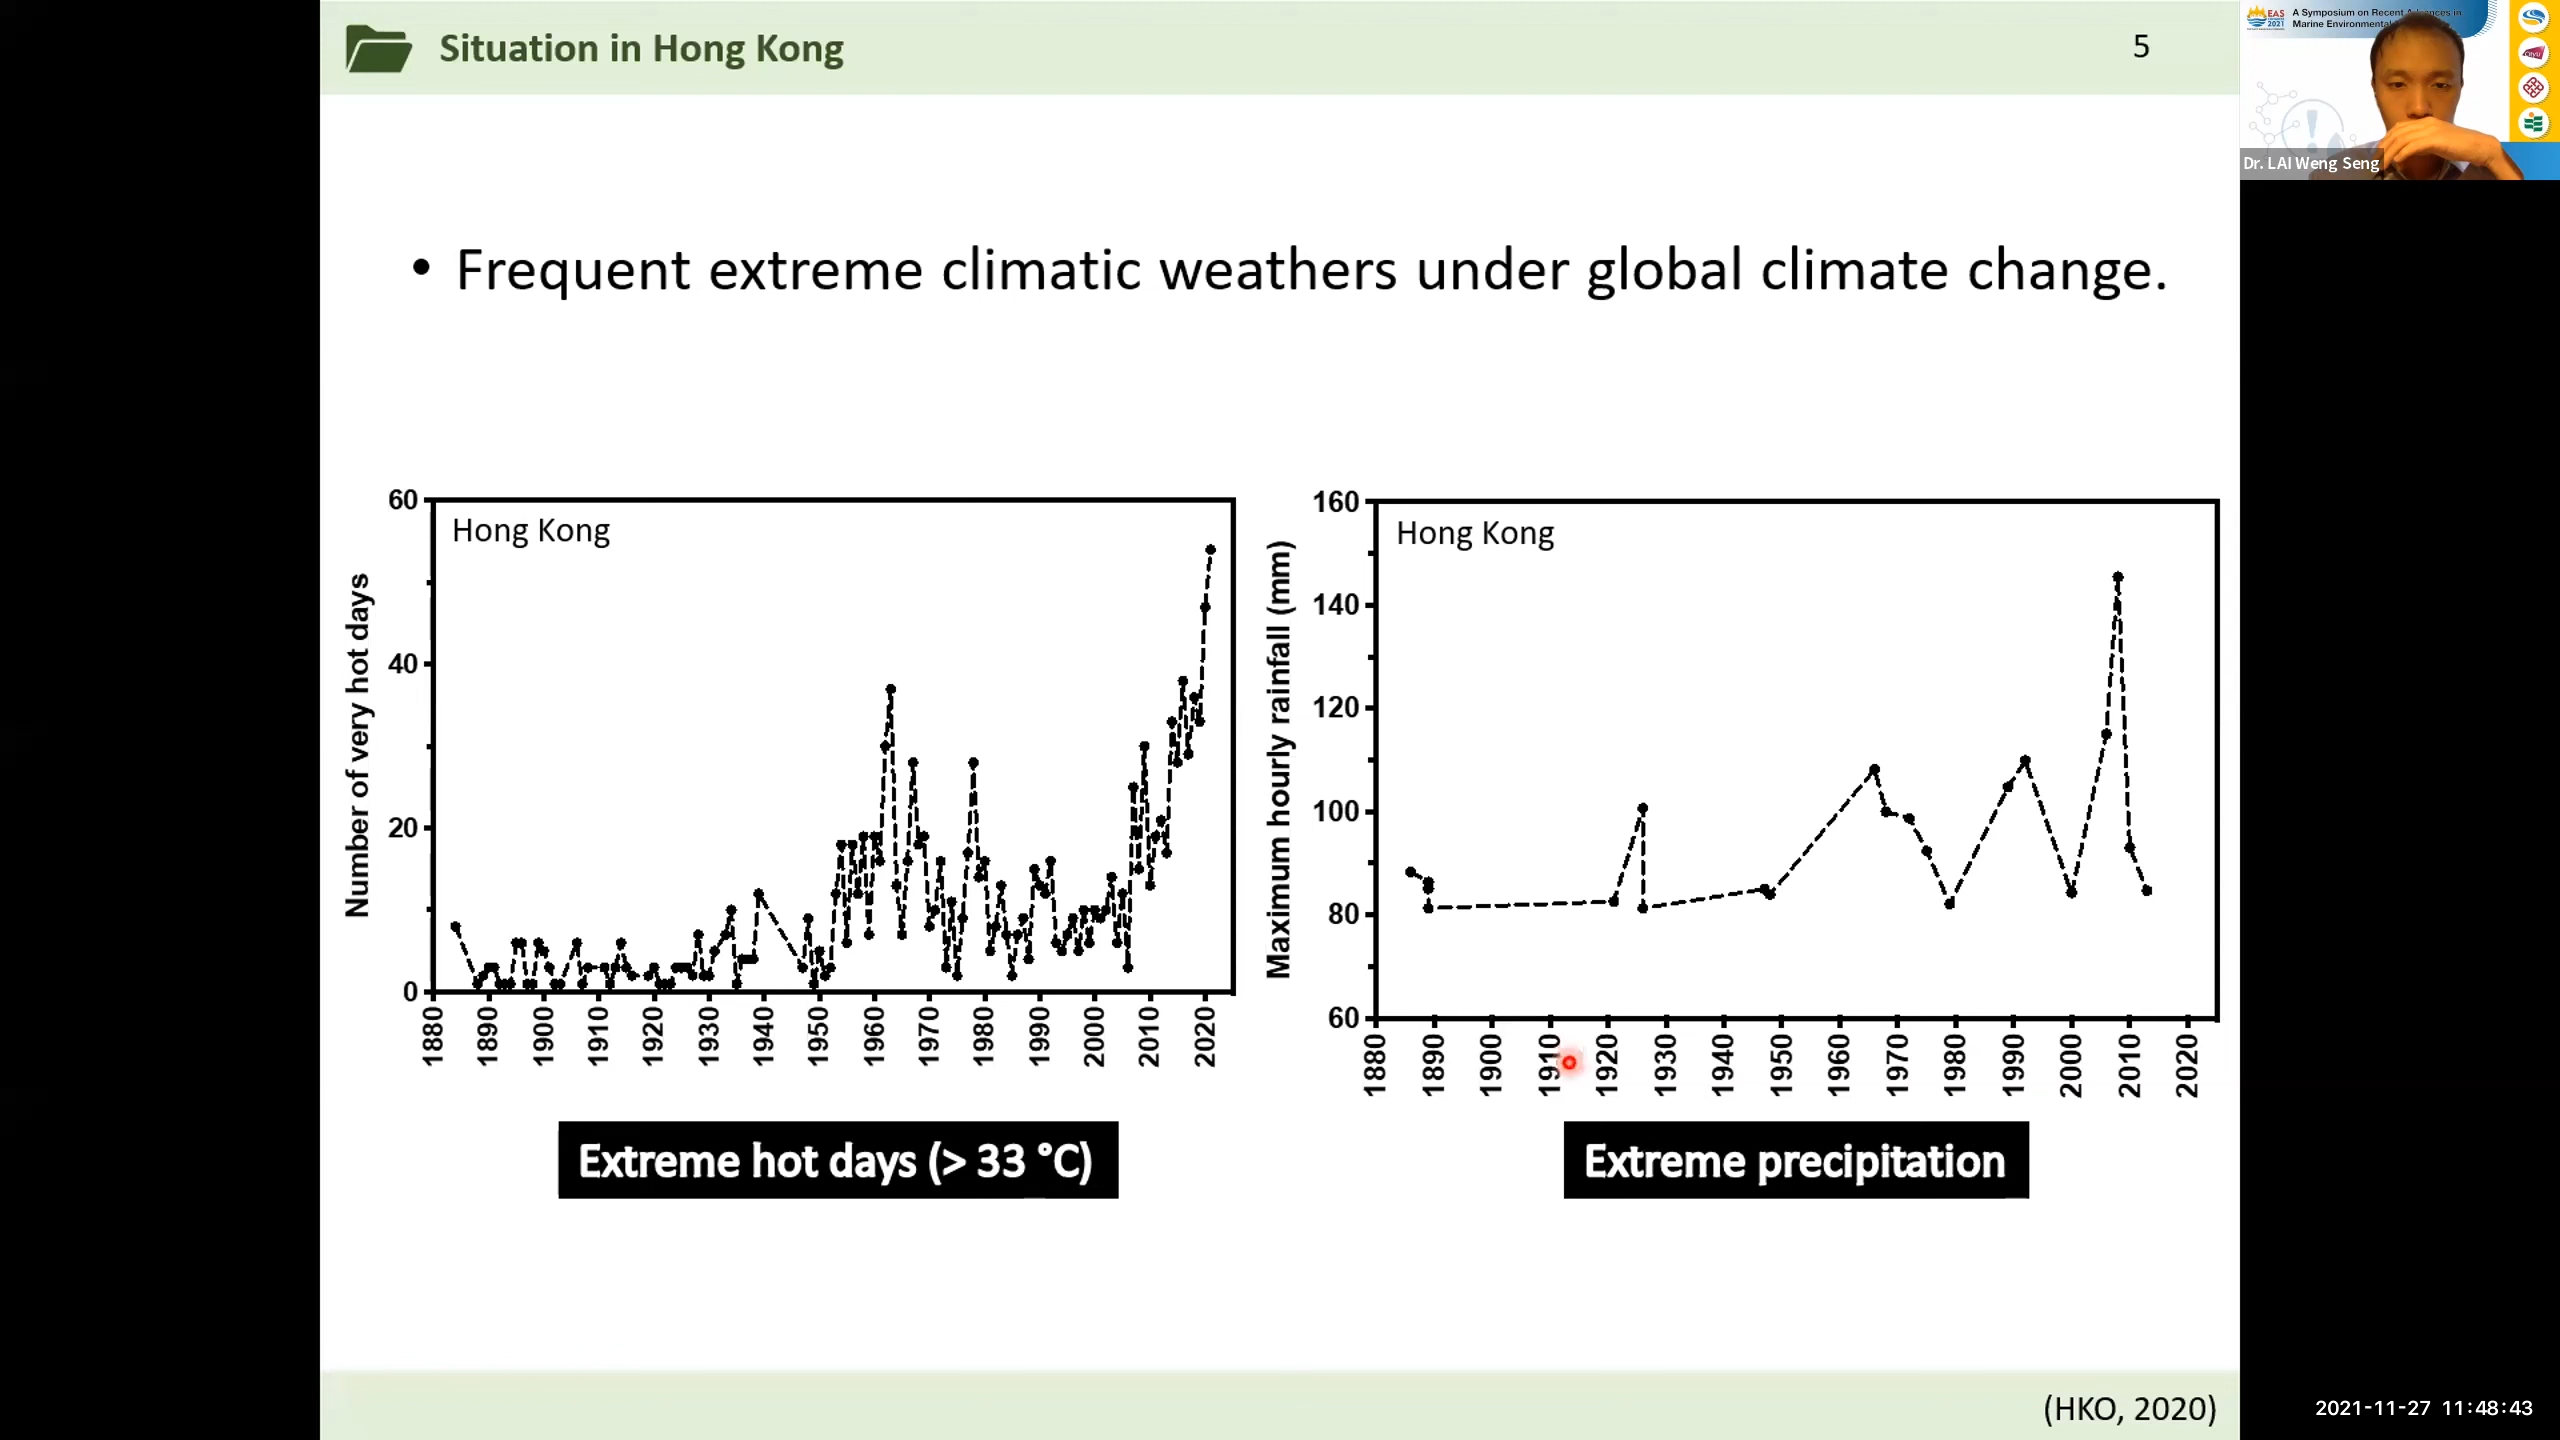 Situation in Hong Kong
5
EAS
2021
A Symposium on Recent Advances in
Marine Environmental
Dr. LAI Weng Seng
• Frequent extreme climatic weathers under global climate change.
Hong Kong
Number of very hot days
60
40
20
0
1880 1890 1900 1910 1920 1930 1940 1950 1960 1970 1980 1990 2000 2010 2020
Extreme hot days (> 33 °C)
Hong Kong
Maximum hourly rainfall (mm)
160
140
120
100
80
60
1880 1890 1900 1910 1920 1930 1940 1950 1960 1970 1980 1990 2000 2010 2020
Extreme precipitation
(HKO, 2020)
2021-11-27 11:48:43